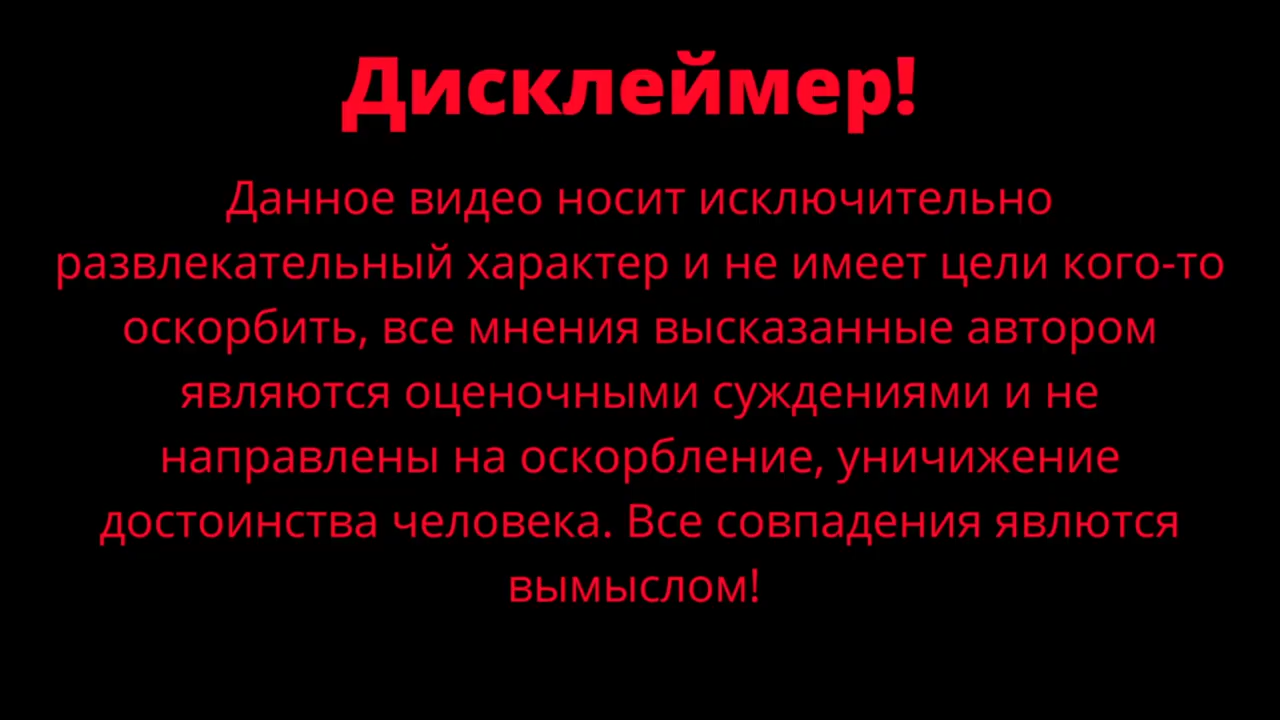 Дисклеймер!
Данное видео носит исключительно
развлекательный характер и не имеет цели кого-то
оскорбить, все мнения высказанные автором
являются оценочными суждениями и не
направлены на оскорбление, уничижение
достоинства человека. Все совпадения явлются
вымыслом!